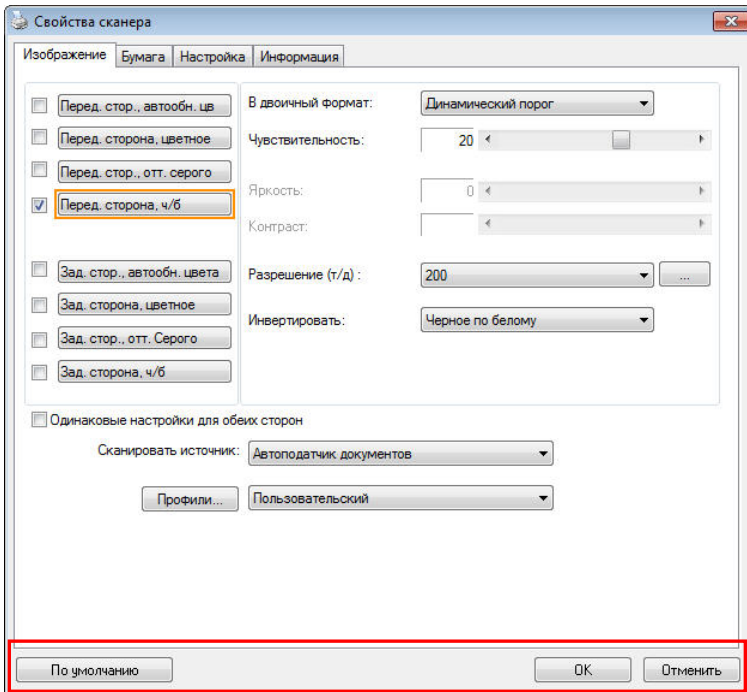 Свойства сканера
Изображение Бумага Настройка Информация
Перед. стор., автообн. цв
Перед. сторона, цветное
Перед. стор., отт. серого
Перед. сторона, ч/б
Зад. стор., автообн. цвета
Зад. сторона, цветное
Зад. стор., отт. Серого
Зад. сторона, ч/б
В двоичный формат: Динамический порог
Чувствительность: 20
Яркость: 0
Контраст:
Разрешение (т/д) : 200 ...
Инвертировать: Черное по белому
Одинаковые настройки для обеих сторон
Сканировать источник: Автоподатчик документов
Профили... Пользовательский
По умолчанию OK Отменить